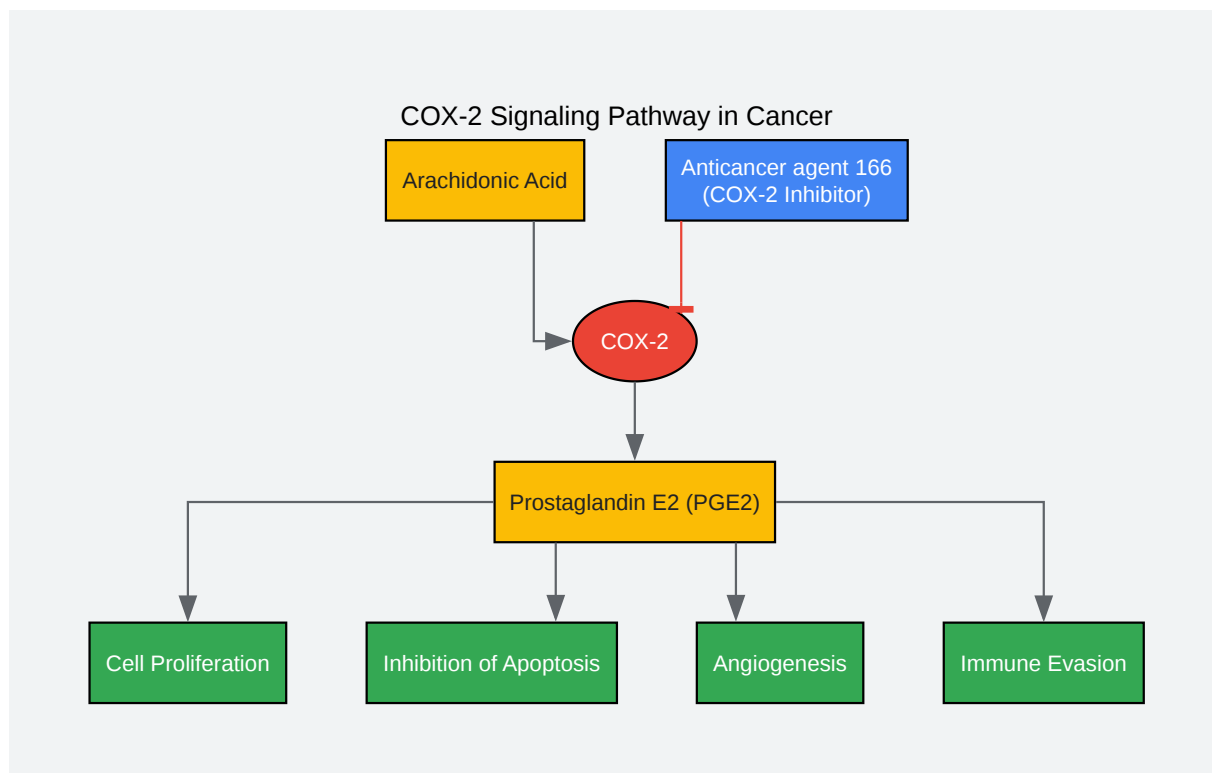 COX-2 Signaling Pathway in Cancer
Arachidonic Acid
Anticancer agent 166
(COX-2 Inhibitor)
COX-2
Prostaglandin E2 (PGE2)
Cell Proliferation
Inhibition of Apoptosis
Angiogenesis
Immune Evasion